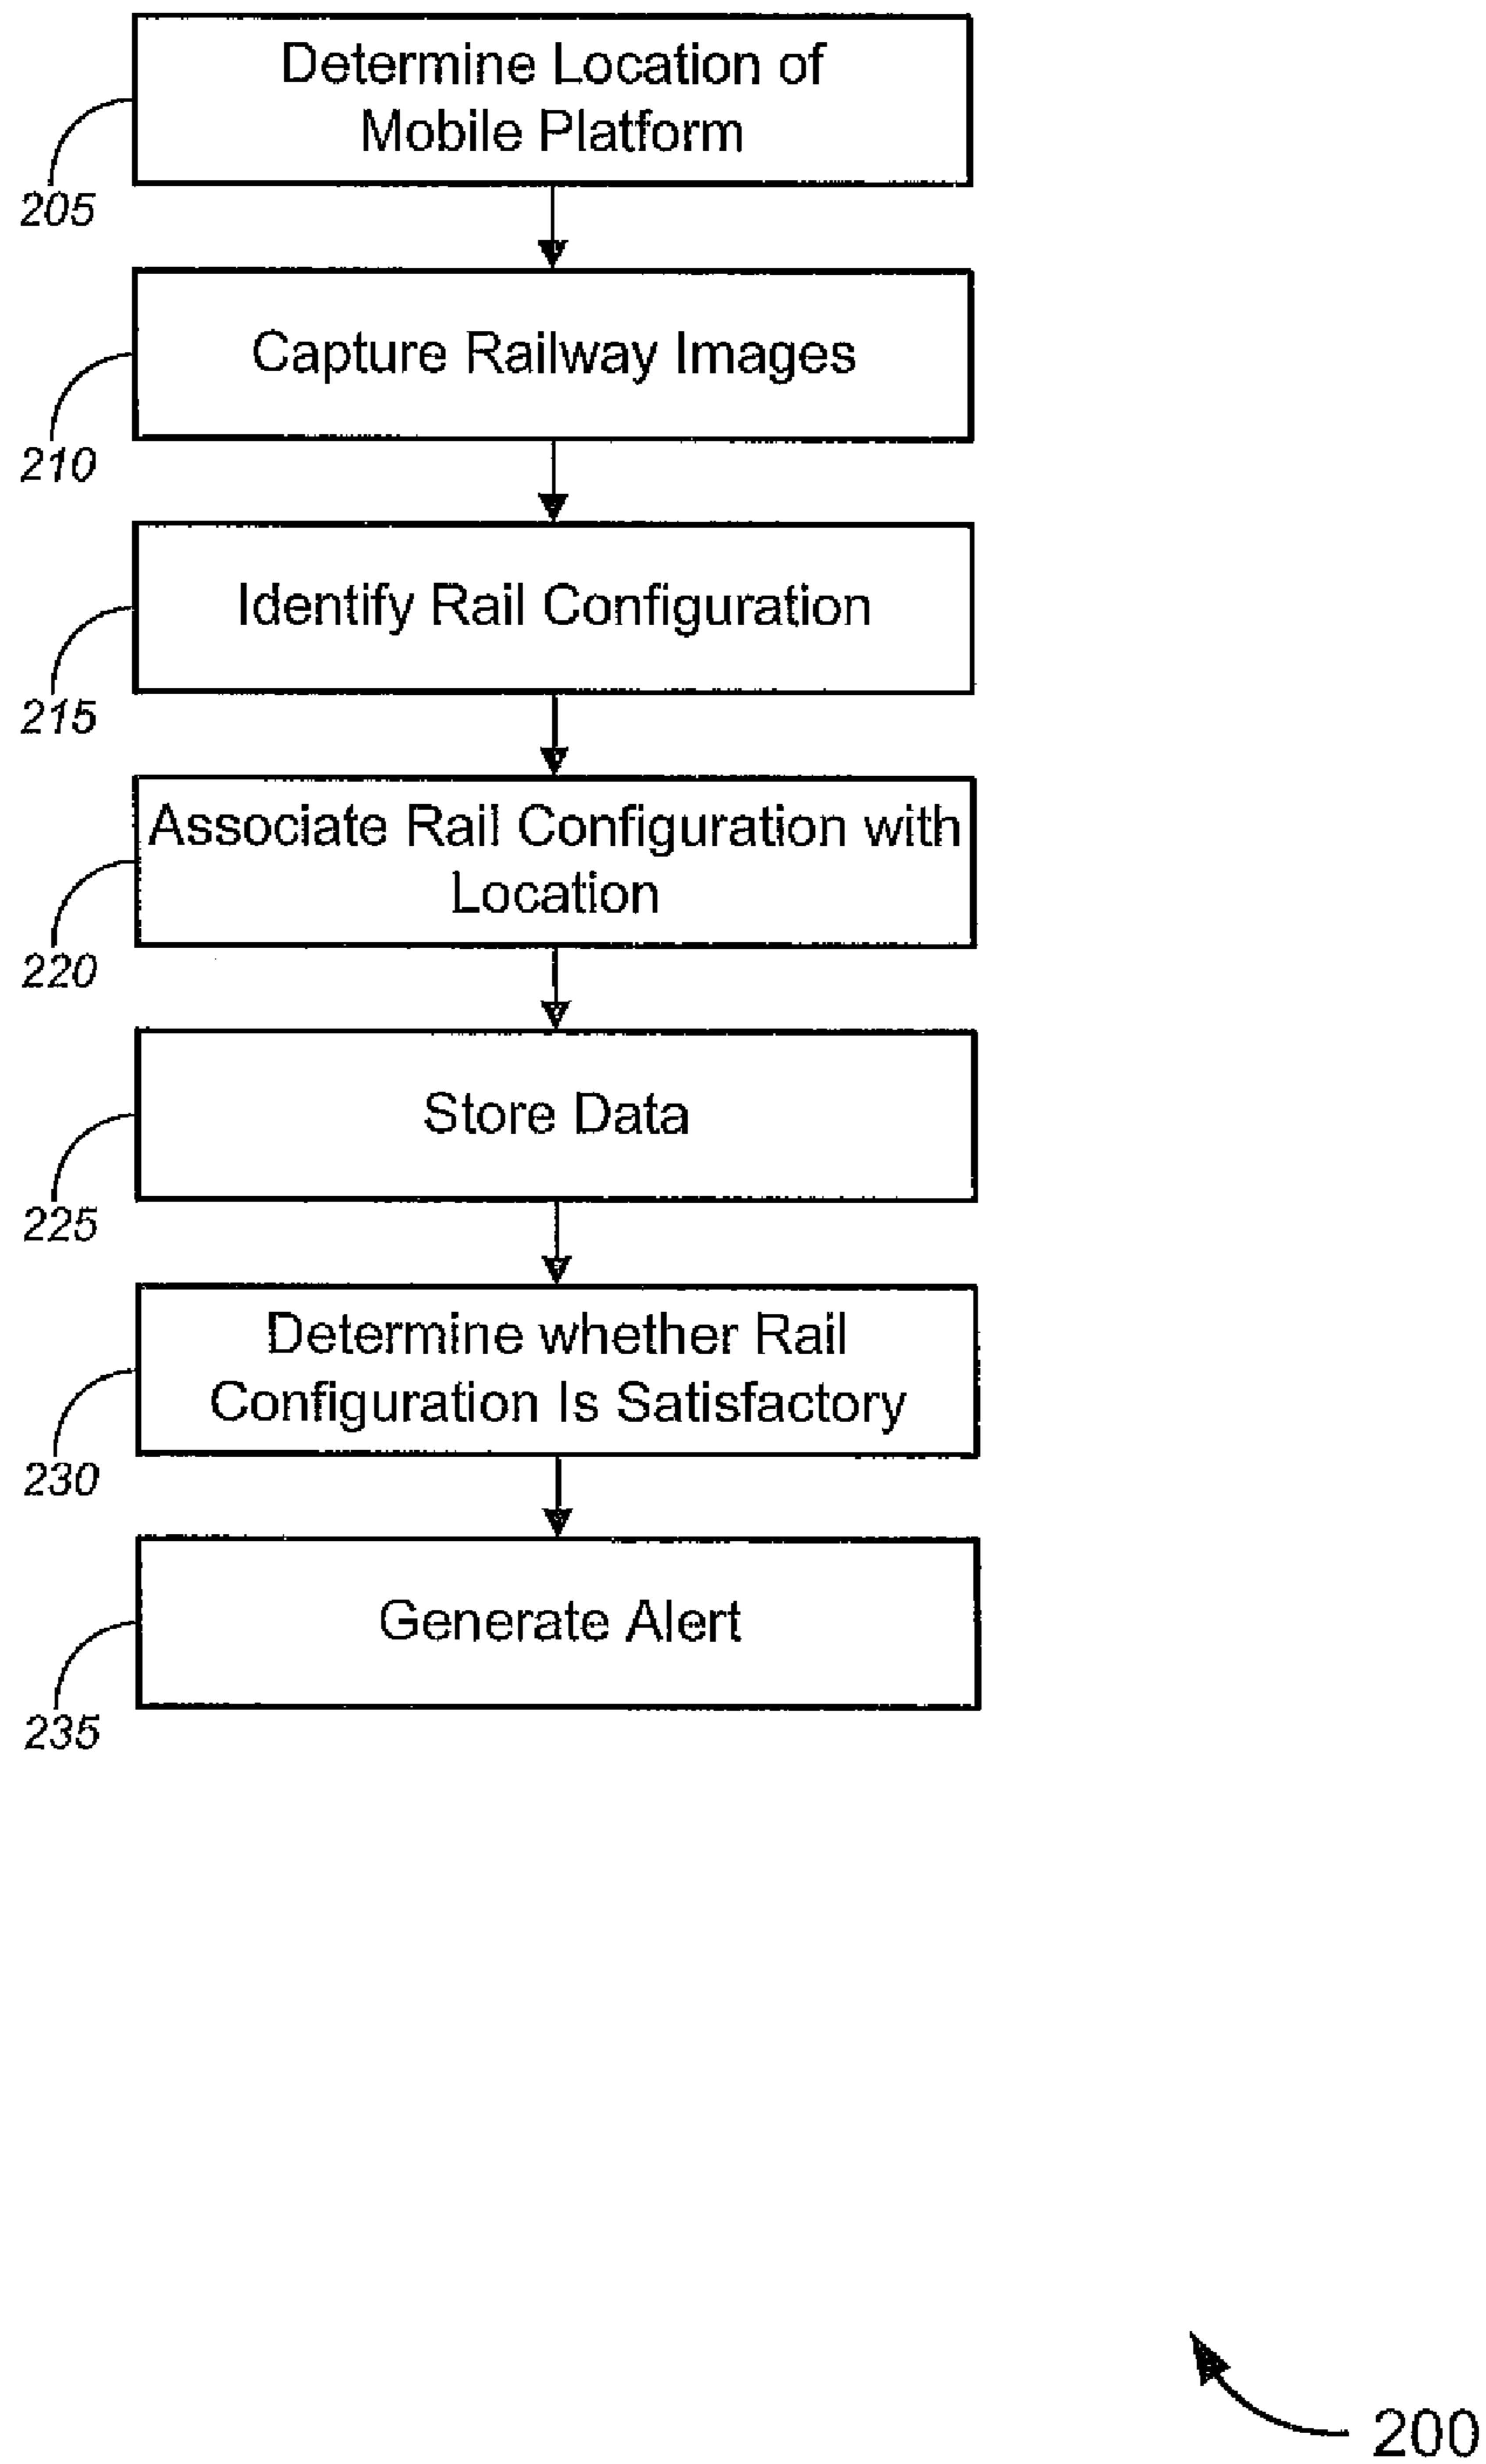 Determine Location of
Mobile Platform
205
Capture Railway Images
210
Identify Rail Configuration
215
Associate Rail Configuration with
Location
220
Store Data
225
Determine whether Rail
Configuration Is Satisfactory
230
Generate Alert
235
200